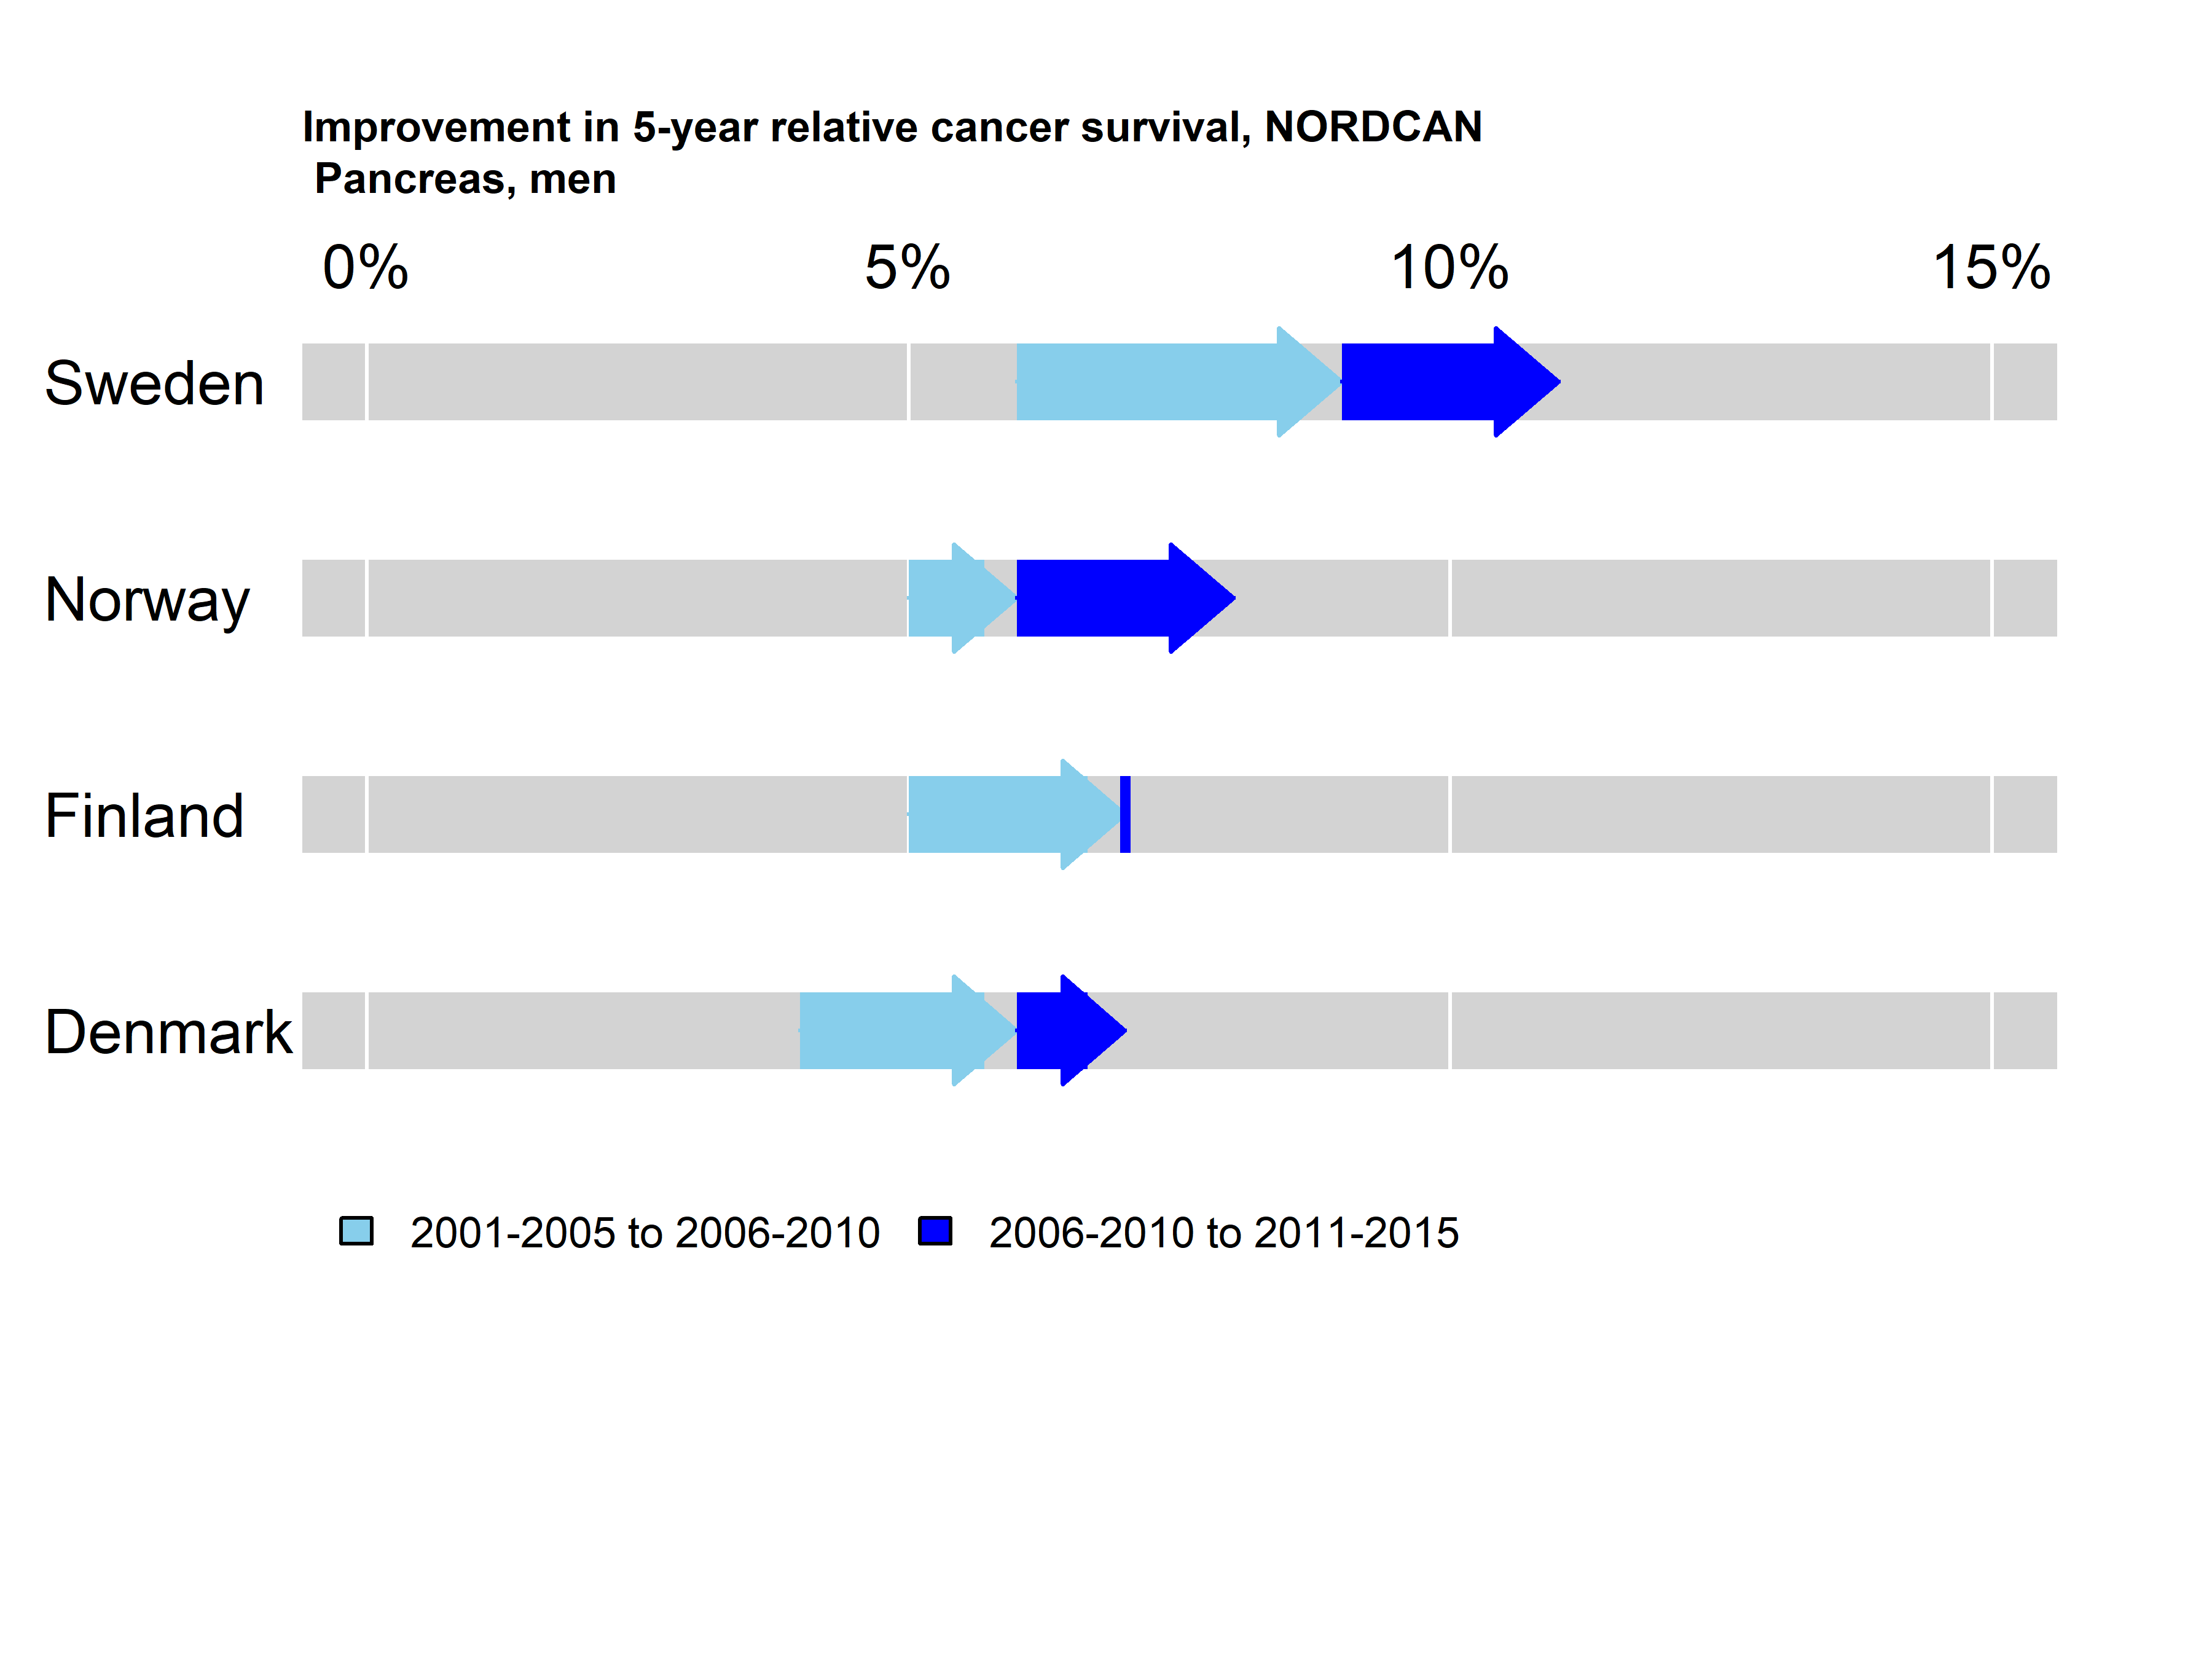 Improvement in 5-year relative cancer survival, NORDCAN
Pancreas, men
0% 5% 10% 15%
Sweden
Norway
Finland
Denmark
2001-2005 to 2006-2010 2006-2010 to 2011-2015